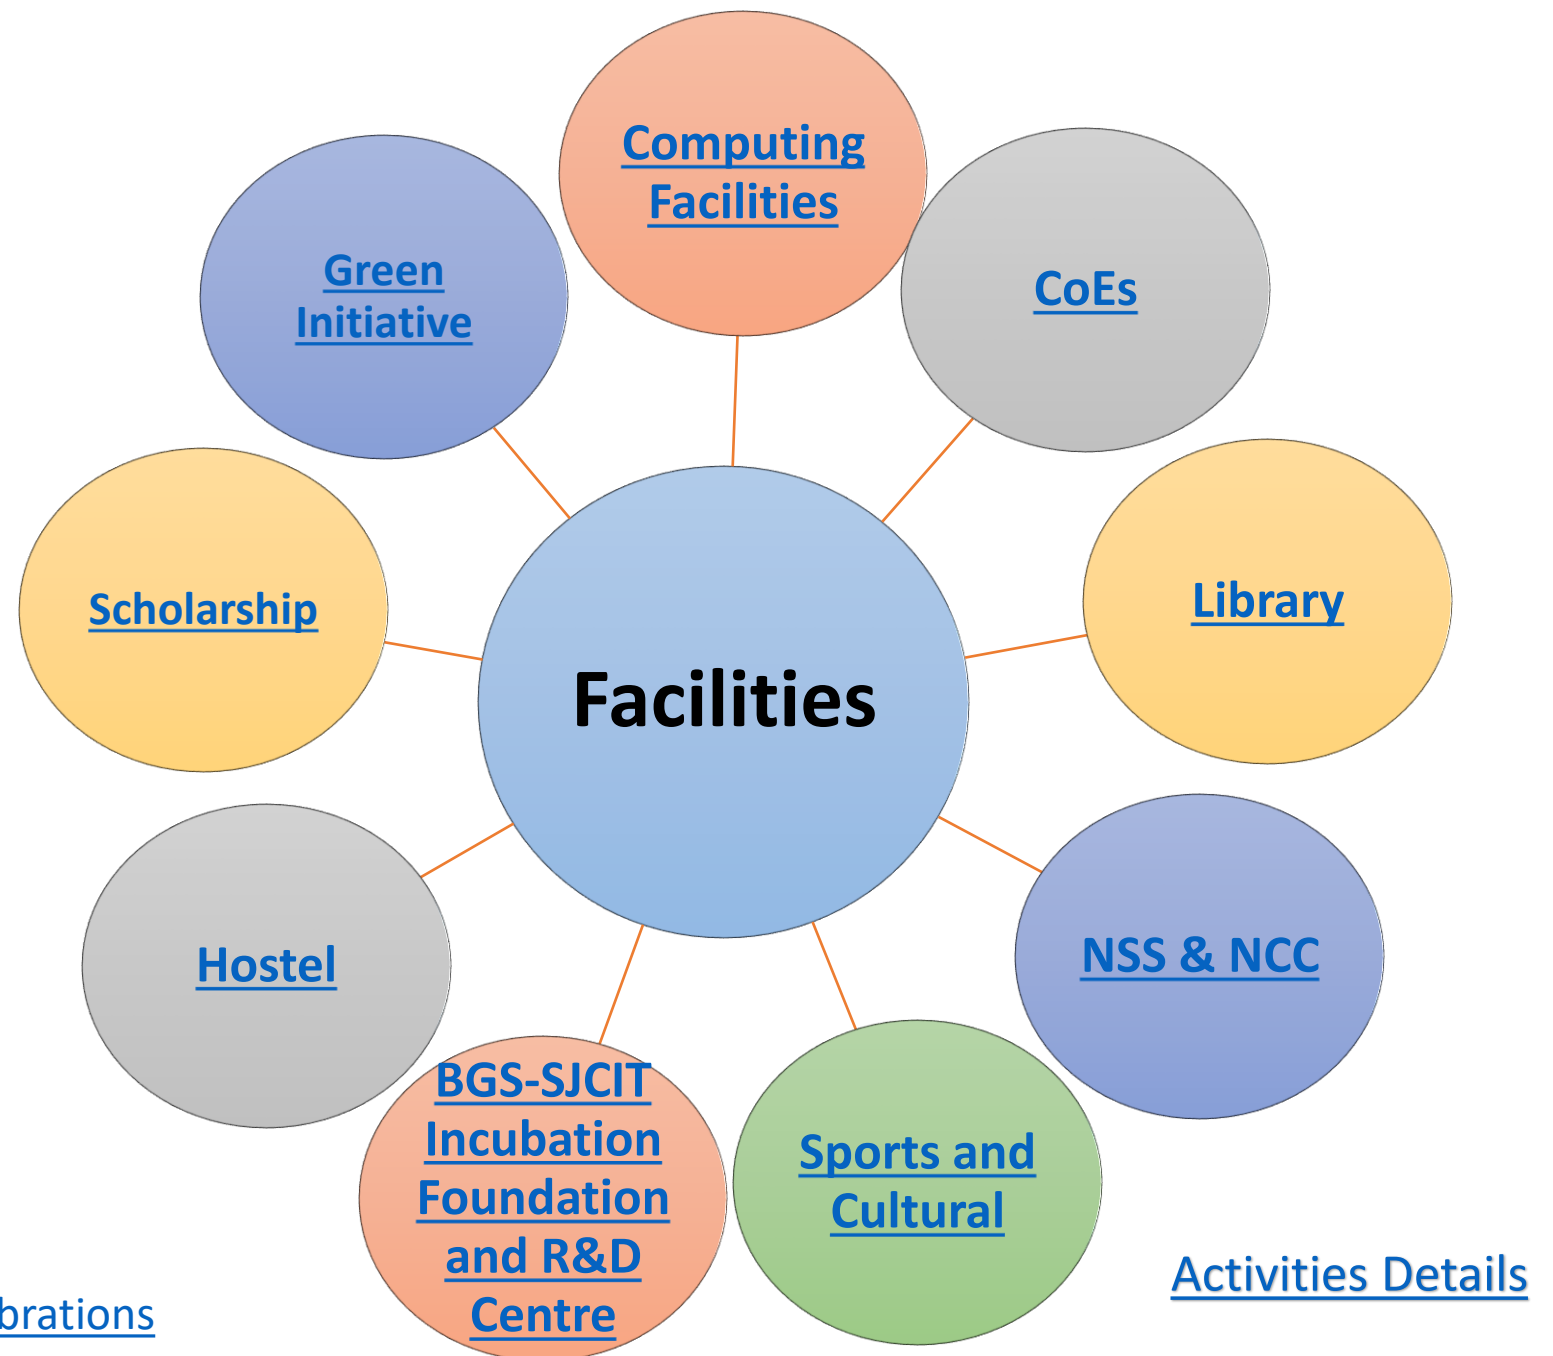 Computing
Facilities
CoEs
Green
Initiative
Library
Scholarship
Facilities
NSS & NCC
Hostel
BGS-SJCIT
Incubation
Foundation
and R&D
Centre
Sports and
Cultural
Activities Details
brations